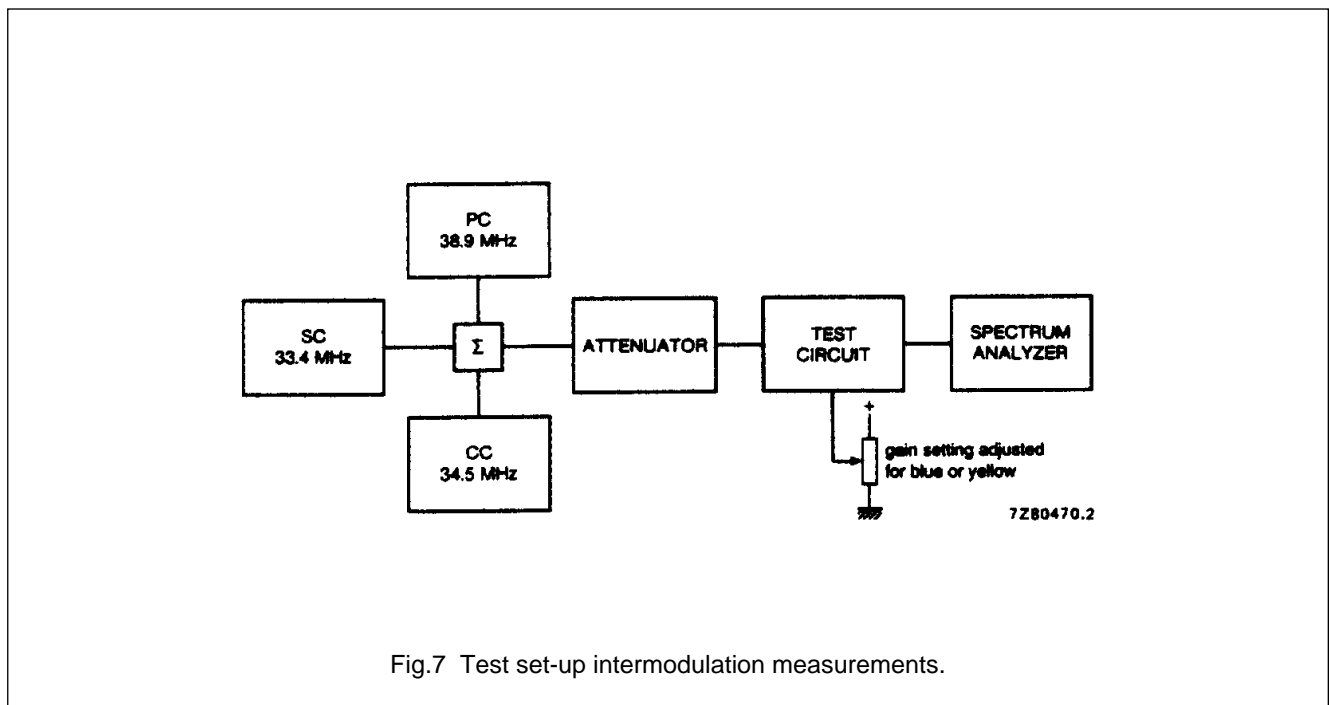 PC
38.9 MHz
SC
33.4 MHz
Σ
ATTENUATOR
TEST
CIRCUIT
SPECTRUM
ANALYZER
CC
34.5 MHz
+
gain setting adjusted
for blue or yellow
7Z80470.2
Fig.7 Test set-up intermodulation measurements.